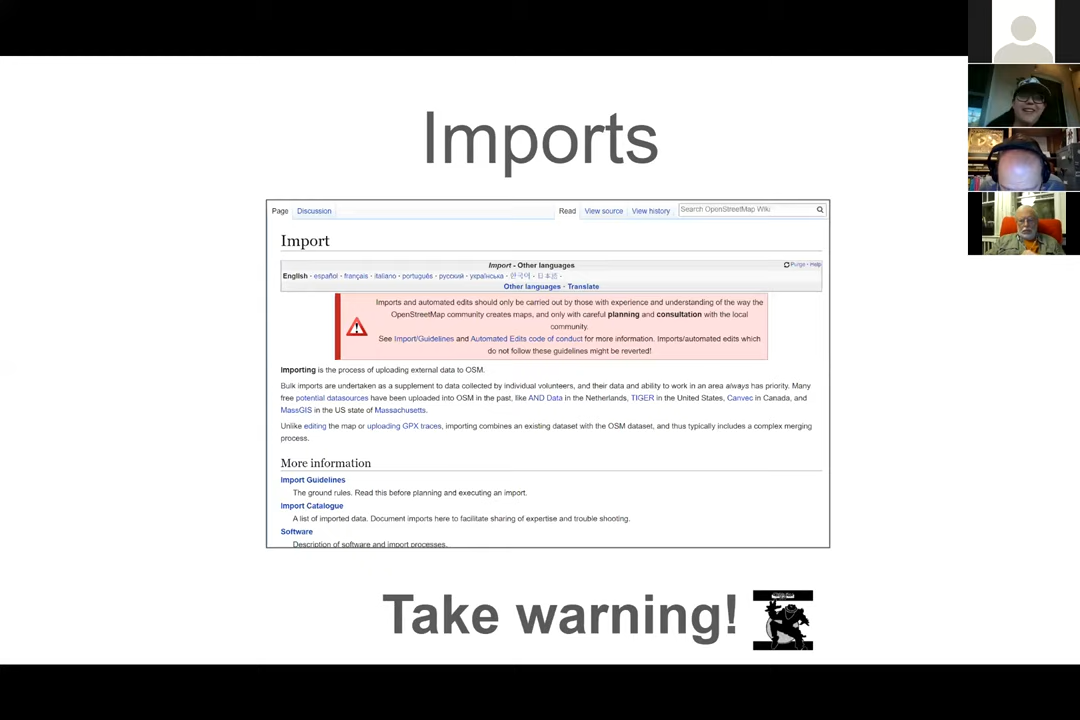 Imports
Page Discussion Read View source View history Search OpenStreetMap Wiki
Import
Import - Other languages Purge · Help
English · español · français · italiano · português · русский · українська · 한국어 · 日本語 ·
Other languages · Translate
Imports and automated edits should only be carried out by those with experience and understanding of the way the
OpenStreetMap community creates maps, and only with careful planning and consultation with the local
community.
See Import/Guidelines and Automated Edits code of conduct for more information. Imports/automated edits which
do not follow these guidelines might be reverted!
Importing is the process of uploading external data to OSM.
Bulk imports are undertaken as a supplement to data collected by individual volunteers, and their data and ability to work in an area always has priority. Many
free potential datasources have been uploaded into OSM in the past, like AND Data in the Netherlands, TIGER in the United States, Canvec in Canada, and
MassGIS in the US state of Massachusetts.
Unlike editing the map or uploading GPX traces, importing combines an existing dataset with the OSM dataset, and thus typically includes a complex merging
process.
More information
Import Guidelines
The ground rules. Read this before planning and executing an import.
Import Catalogue
A list of imported data. Document imports here to facilitate sharing of expertise and trouble shooting.
Software
Description of software and import processes.
Take warning!